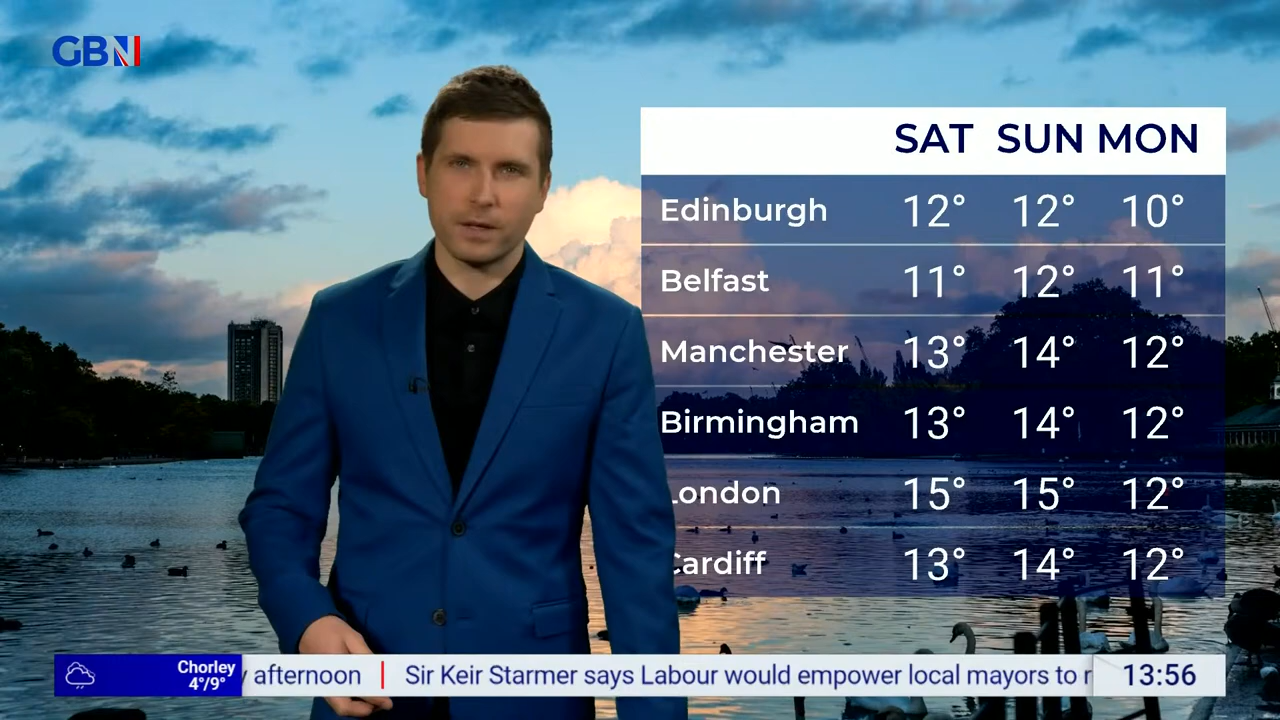 GBN
SAT SUN MON
Edinburgh 12° 12° 10°
Belfast 11° 12° 11°
Manchester 13° 14° 12°
Birmingham 13° 14° 12°
London 15° 15° 12°
Cardiff 13° 14° 12°
Chorley
4°/9°
y afternoon | Sir Keir Starmer says Labour would empower local mayors to r
13:56